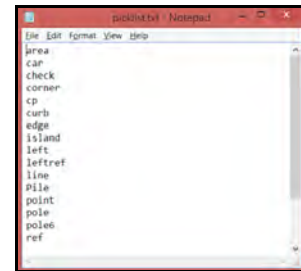 picklist.txt - Notepad
File Edit Format View Help
area
car
check
corner
cp
curb
edge
island
left
leftref
line
Pile
point
pole
pole6
ref